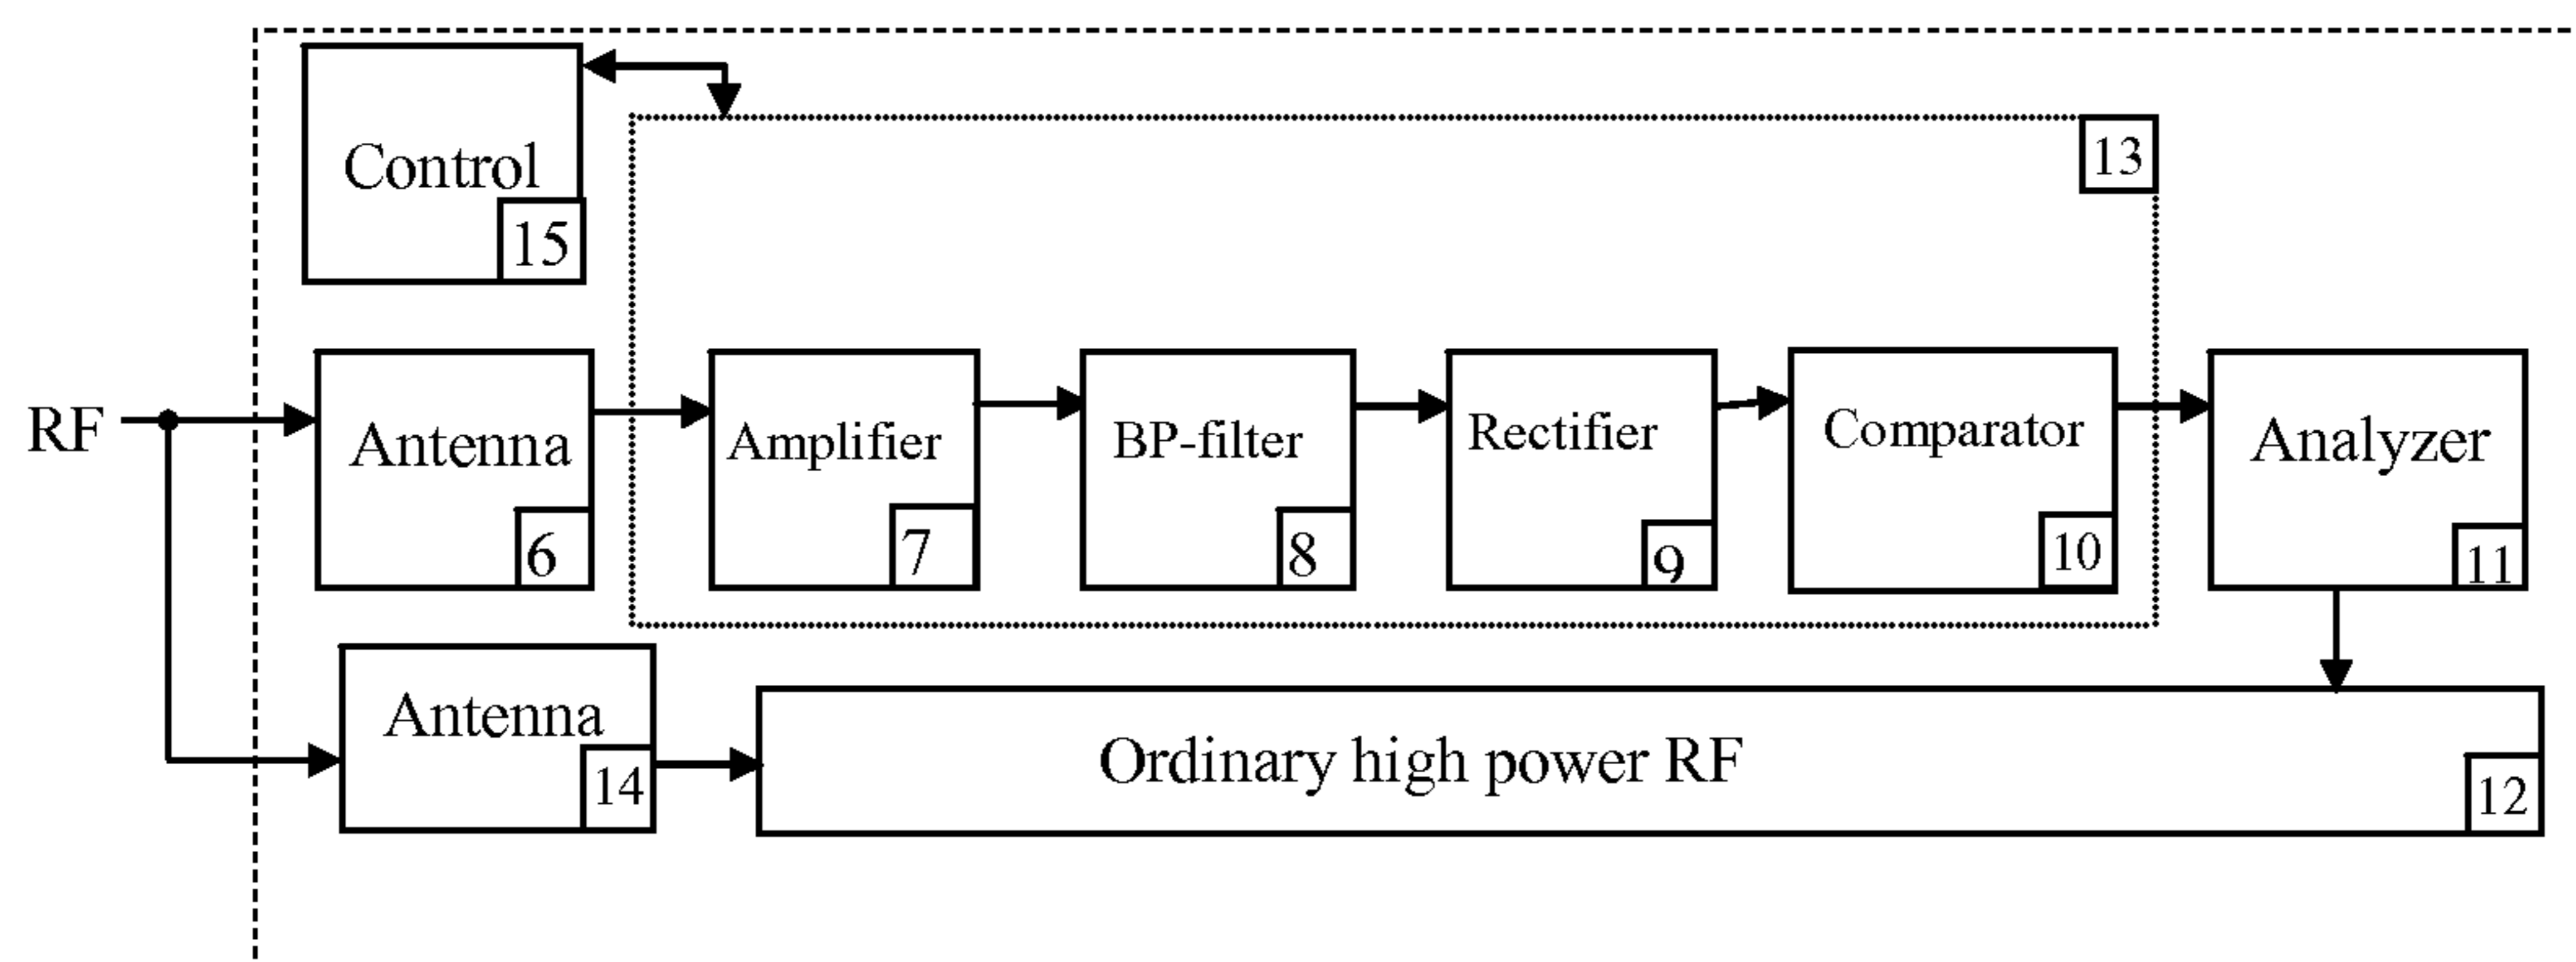 Control
15
13
RF
Antenna
6
Amplifier
7
BP-filter
8
Rectifier
9
Comparator
10
Analyzer
11
Antenna
14
Ordinary high power RF
12